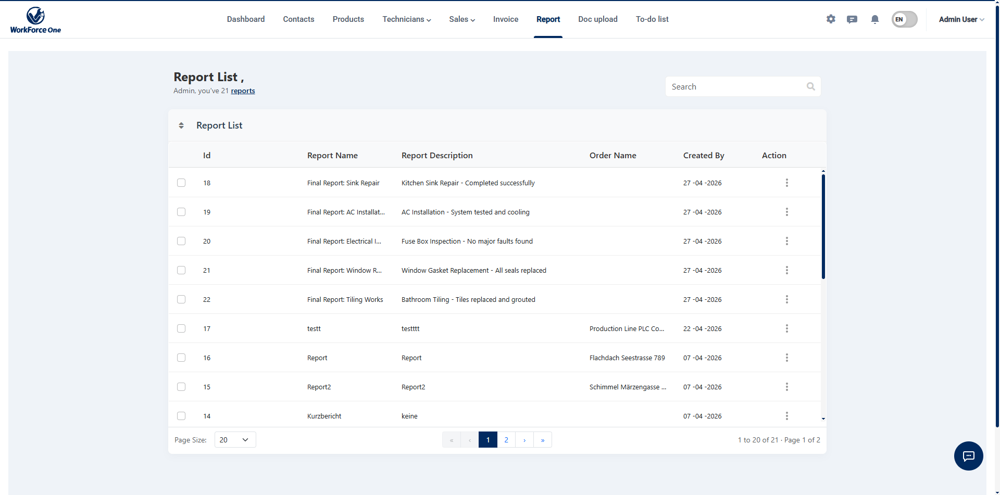 WorkForce One
Dashboard Contacts Products Technicians Sales Invoice Report Doc upload To-do list EN Admin User
Report List ,
Admin, you've 21 reports
Search
Report List
Id Report Name Report Description Order Name Created By Action
18 Final Report: Sink Repair Kitchen Sink Repair - Completed successfully 27 -04 -2026
19 Final Report: AC Installat... AC Installation - System tested and cooling 27 -04 -2026
20 Final Report: Electrical I... Fuse Box Inspection - No major faults found 27 -04 -2026
21 Final Report: Window R... Window Gasket Replacement - All seals replaced 27 -04 -2026
22 Final Report: Tiling Works Bathroom Tiling - Tiles replaced and grouted 27 -04 -2026
17 testt testttt Production Line PLC Co... 22 -04 -2026
16 Report Report Flachdach Seestrasse 789 07 -04 -2026
15 Report2 Report2 Schimmel Märzengasse ... 07 -04 -2026
14 Kurzbericht keine 07 -04 -2026
Page Size: 20 « ‹ 1 2 › » 1 to 20 of 21 · Page 1 of 2